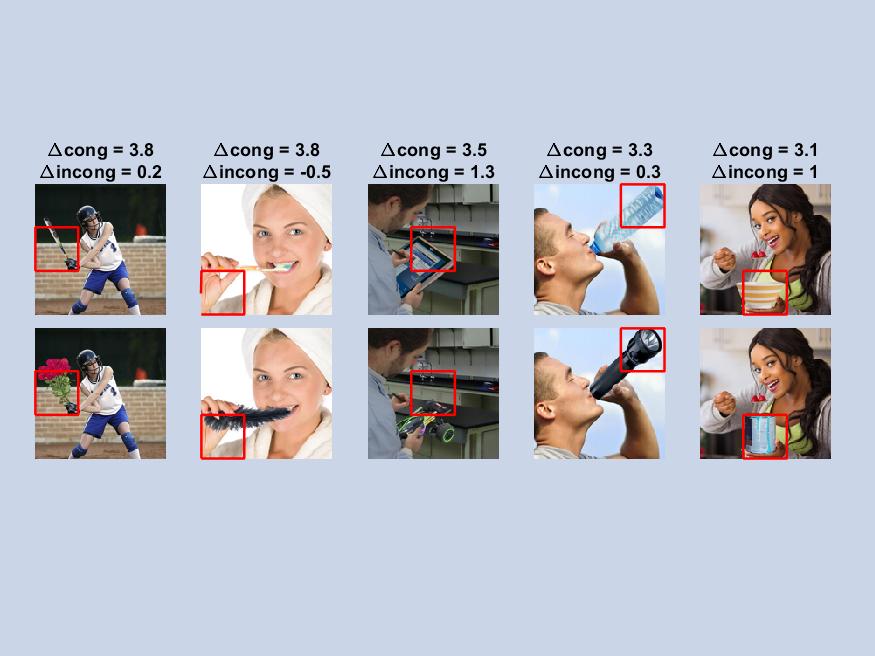 Δcong = 3.8
Δincong = 0.2
Δcong = 3.8
Δincong = -0.5
Δcong = 3.5
Δincong = 1.3
Δcong = 3.3
Δincong = 0.3
Δcong = 3.1
Δincong = 1